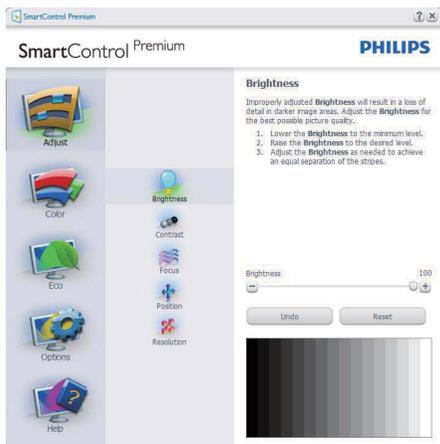 SmartControl Premium
SmartControl Premium
PHILIPS
Adjust
Color
Eco
Options
Help
Brightness
Contrast
Focus
Position
Resolution
Brightness
Improperly adjusted Brightness will result in a loss of
detail in darker image areas. Adjust the Brightness for
the best possible picture quality.
1. Lower the Brightness to the minimum level.
2. Raise the Brightness to the desired level.
3. Adjust the Brightness as needed to achieve
an equal separation of the stripes.
Brightness 100
Undo Reset